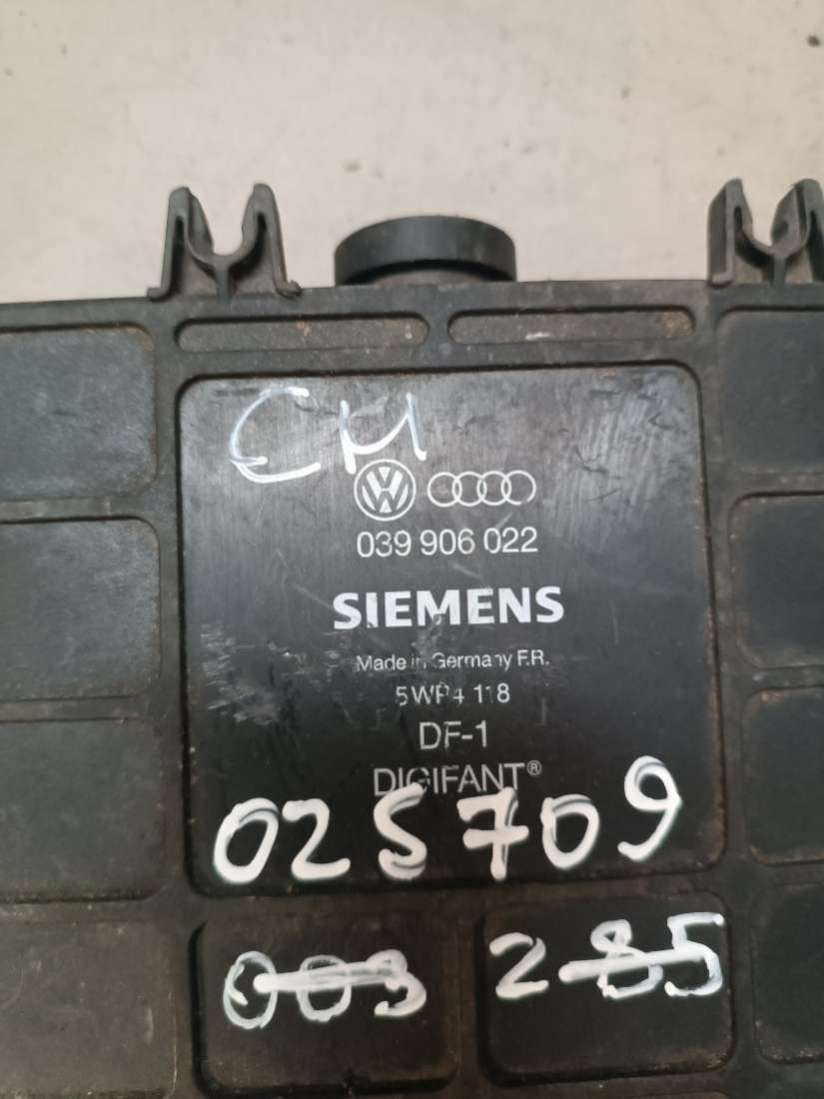 CM
039 906 022
SIEMENS
Made in Germany F.R.
5WP4 118
DF-1
DIGIFANT®
025709
003 285